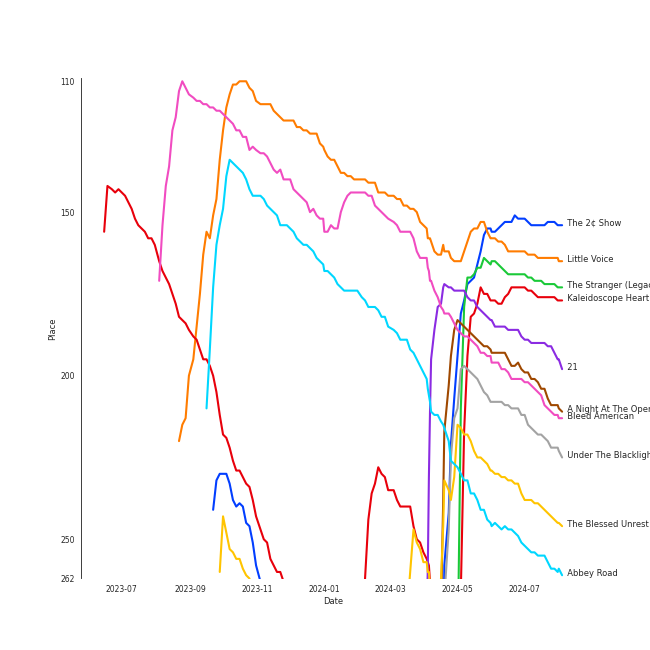 110
150
200
250
262
Place
2023-07
2023-09
2023-11
2024-01
2024-03
2024-05
2024-07
Date
The 2¢ Show
Little Voice
The Stranger (Lega
Kaleidoscope Heart
21
A Night At The Oper
Bleed American
Under The Blackligh
The Blessed Unrest
Abbey Road